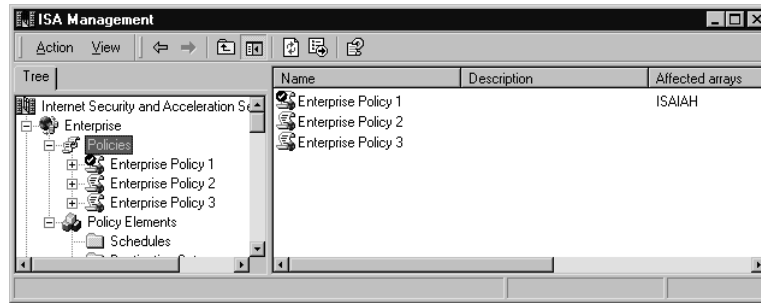 ISA Management
Action View
Tree
Name Description Affected arrays
Internet Security and Acceleration
Enterprise
Policies
Enterprise Policy 1
Enterprise Policy 2
Enterprise Policy 3
Policy Elements
Schedules
Enterprise Policy 1 ISAIAH
Enterprise Policy 2
Enterprise Policy 3